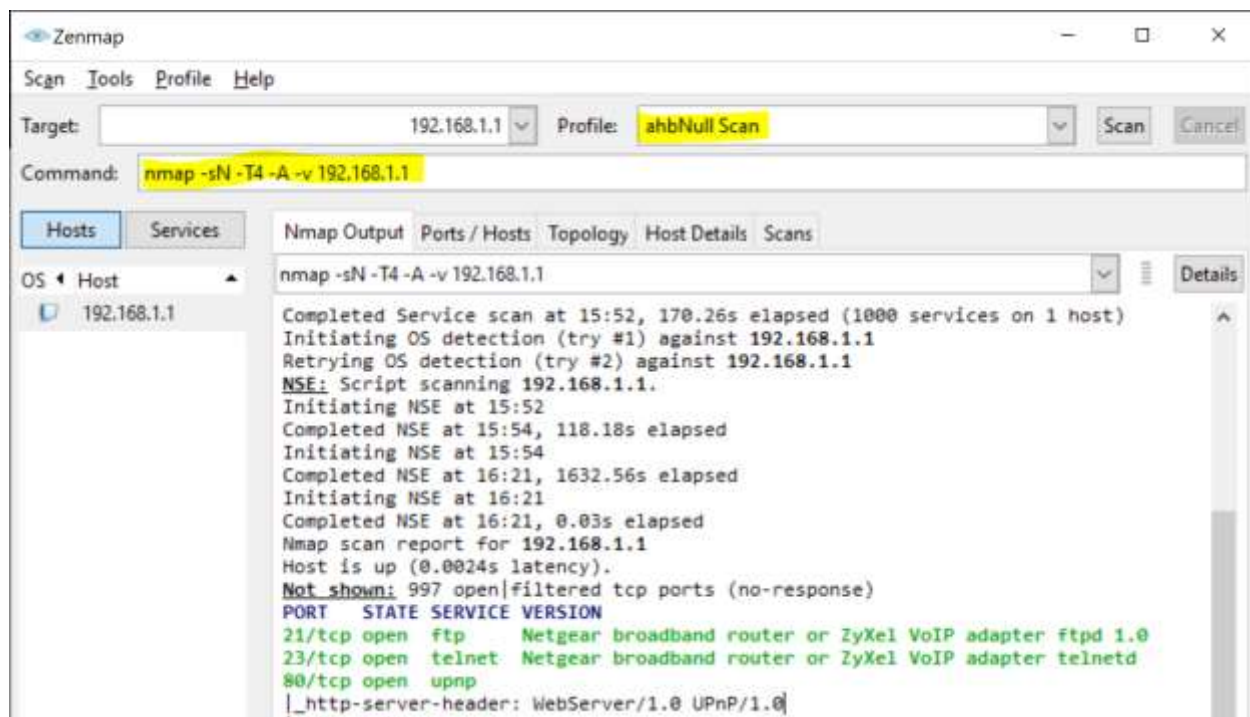 Zenmap
Scan Tools Profile Help
Target: 192.168.1.1 Profile: ahbNull Scan Scan Cancel
Command: nmap -sN -T4 -A -v 192.168.1.1
Hosts Services Nmap Output Ports / Hosts Topology Host Details Scans
OS Host nmap -sN -T4 -A -v 192.168.1.1 Details
192.168.1.1
Completed Service scan at 15:52, 170.26s elapsed (1000 services on 1 host)
Initiating OS detection (try #1) against 192.168.1.1
Retrying OS detection (try #2) against 192.168.1.1
NSE: Script scanning 192.168.1.1.
Initiating NSE at 15:52
Completed NSE at 15:54, 118.18s elapsed
Initiating NSE at 15:54
Completed NSE at 16:21, 1632.56s elapsed
Initiating NSE at 16:21
Completed NSE at 16:21, 0.03s elapsed
Nmap scan report for 192.168.1.1
Host is up (0.0024s latency).
Not shown: 997 open|filtered tcp ports (no-response)
PORT STATE SERVICE VERSION
21/tcp open ftp Netgear broadband router or ZyXel VoIP adapter ftpd 1.0
23/tcp open telnet Netgear broadband router or ZyXel VoIP adapter telnetd
80/tcp open upnp
|_http-server-header: WebServer/1.0 UPnP/1.0